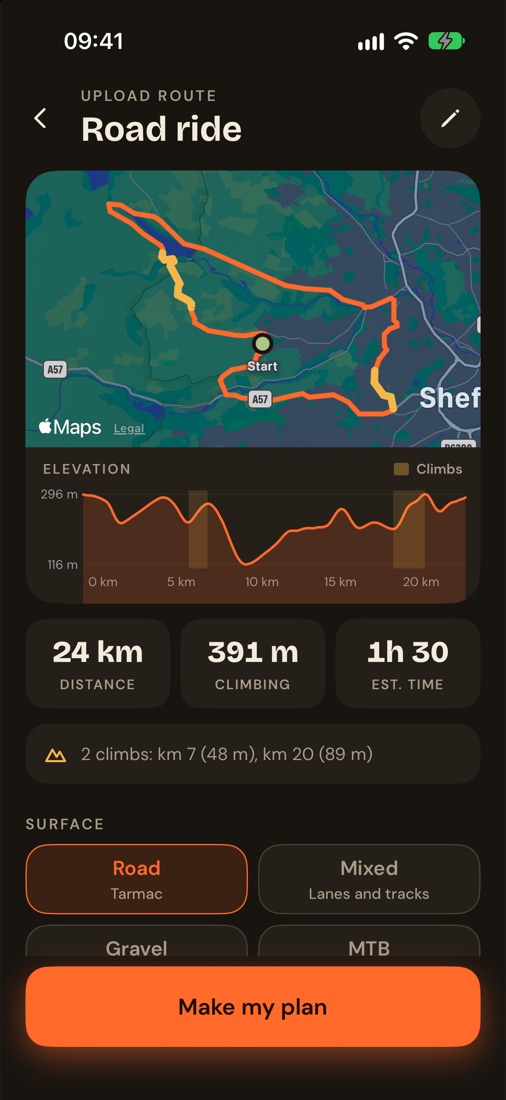 09:41
UPLOAD ROUTE
Road ride
A57
Start
A57
Shef
Maps Legal
ELEVATION
Climbs
296 m
116 m
0 km 5 km 10 km 15 km 20 km
24 km 391 m 1h 30
DISTANCE CLIMBING EST. TIME
2 climbs: km 7 (48 m), km 20 (89 m)
SURFACE
Road Mixed
Tarmac Lanes and tracks
Gravel MTB
Make my plan